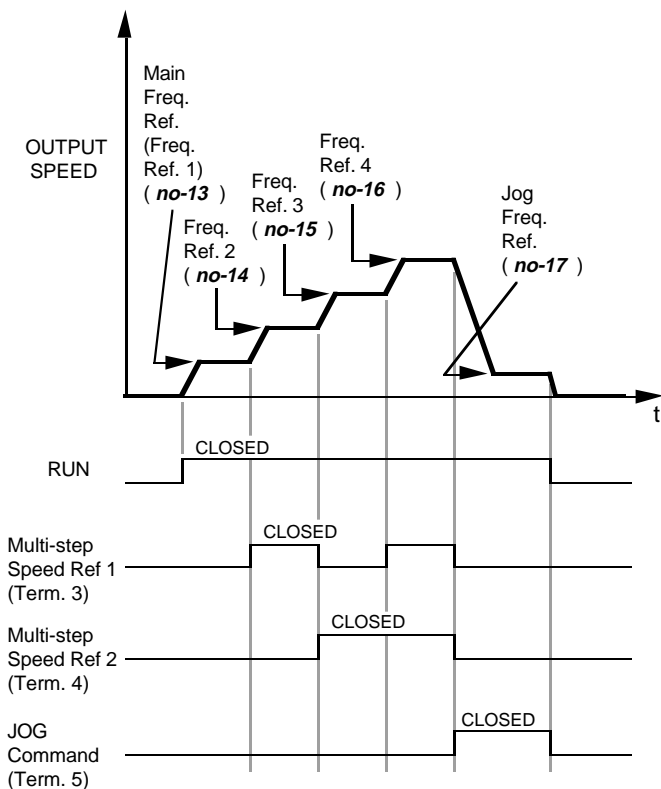 Main
Freq.
Ref.
(Freq.
Ref. 1)
( no-13 )
OUTPUT
SPEED
Freq.
Ref. 2
( no-14 )
Freq.
Ref. 3
( no-15 )
Freq.
Ref. 4
( no-16 )
Jog
Freq.
Ref.
( no-17 )
t
RUN
CLOSED
Multi-step
Speed Ref 1
(Term. 3)
CLOSED
Multi-step
Speed Ref 2
(Term. 4)
CLOSED
JOG
Command
(Term. 5)
CLOSED